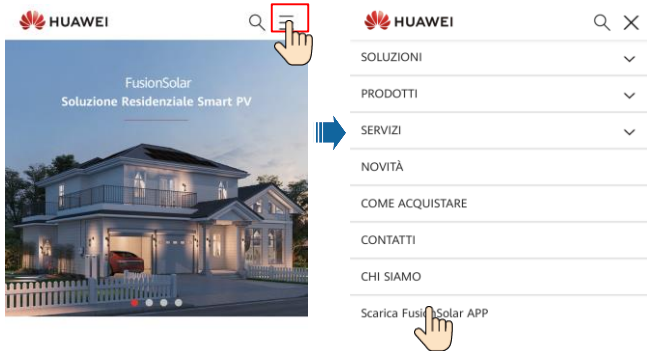 HUAWEI
FusionSolar
Soluzione Residenziale Smart PV
HUAWEI
SOLUZIONI
PRODOTTI
SERVIZI
NOVITÀ
COME ACQUISTARE
CONTATTI
CHI SIAMO
Scarica FusionSolar APP